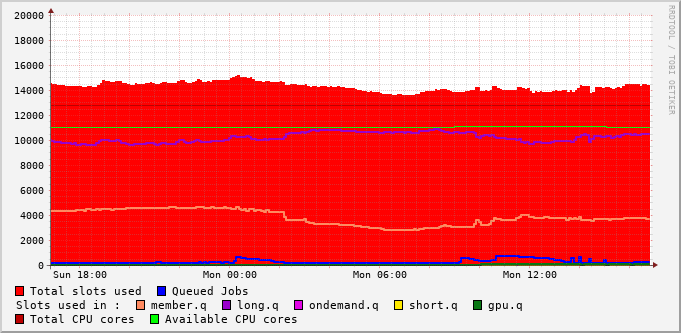 20000
18000
16000
14000
12000
10000
8000
6000
4000
2000
0
Sun 18:00 Mon 00:00 Mon 06:00 Mon 12:00
RRDTOOL / TOBI OETIKER
Total slots used Queued Jobs
Slots used in : member.q long.q ondemand.q short.q gpu.q
Total CPU cores Available CPU cores